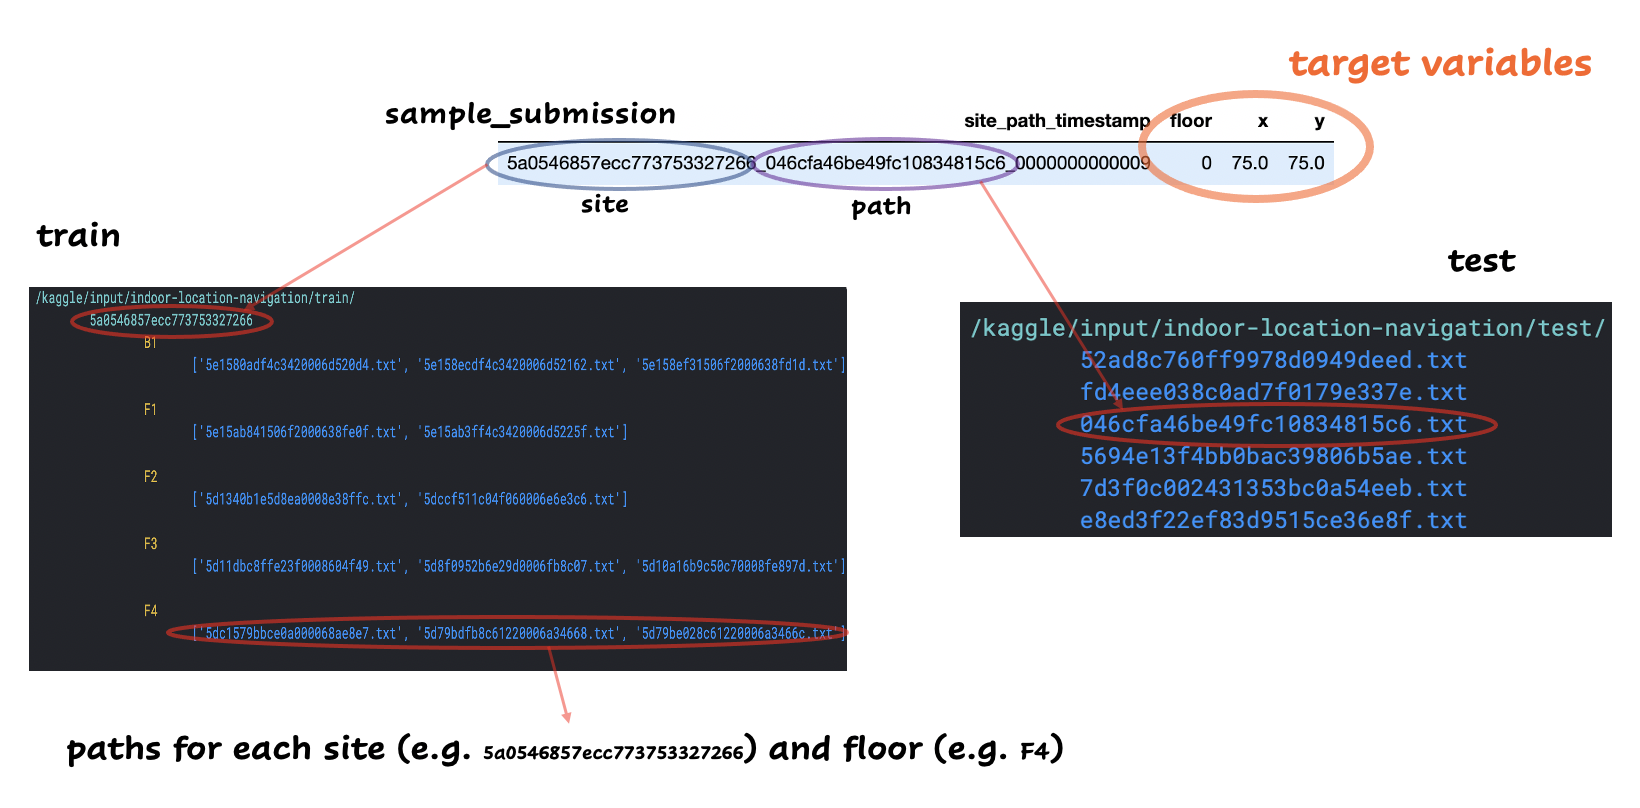 target variables
sample_submission
site_path_timestamp floor x y
5a0546857ecc773753327266_046cfa46be49fc10834815c6_0000000000009 0 75.0 75.0
site
path
train
/kaggle/input/indoor-location-navigation/train/
5a0546857ecc773753327266
B1
['5e1580adf4c3420006d520d4.txt', '5e158ecdf4c3420006d52162.txt', '5e158ef31506f2000638fd1d.txt']
F1
['5e15ab841506f2000638fe0f.txt', '5e15ab3ff4c3420006d5225f.txt']
F2
['5d1340b1e5d8ea0008e38ffc.txt', '5dccf511c04f060006e6e3c6.txt']
F3
['5d11dbc8ffe23f0008604f49.txt', '5d8f0952b6e29d0006fb8c07.txt', '5d10a16b9c50c70008fe897d.txt']
F4
['5dc1579bbce0a000068ae8e7.txt', '5d79bdfb8c61220006a34668.txt', '5d79be028c61220006a3466c.txt']
test
/kaggle/input/indoor-location-navigation/test/
52ad8c760ff9978d0949deed.txt
fd4eee038c0ad7f0179e337e.txt
046cfa46be49fc10834815c6.txt
5694e13f4bb0bac39806b5ae.txt
7d3f0c002431353bc0a54eeb.txt
e8ed3f22ef83d9515ce36e8f.txt
paths for each site (e.g. 5a0546857ecc773753327266) and floor (e.g. F4)